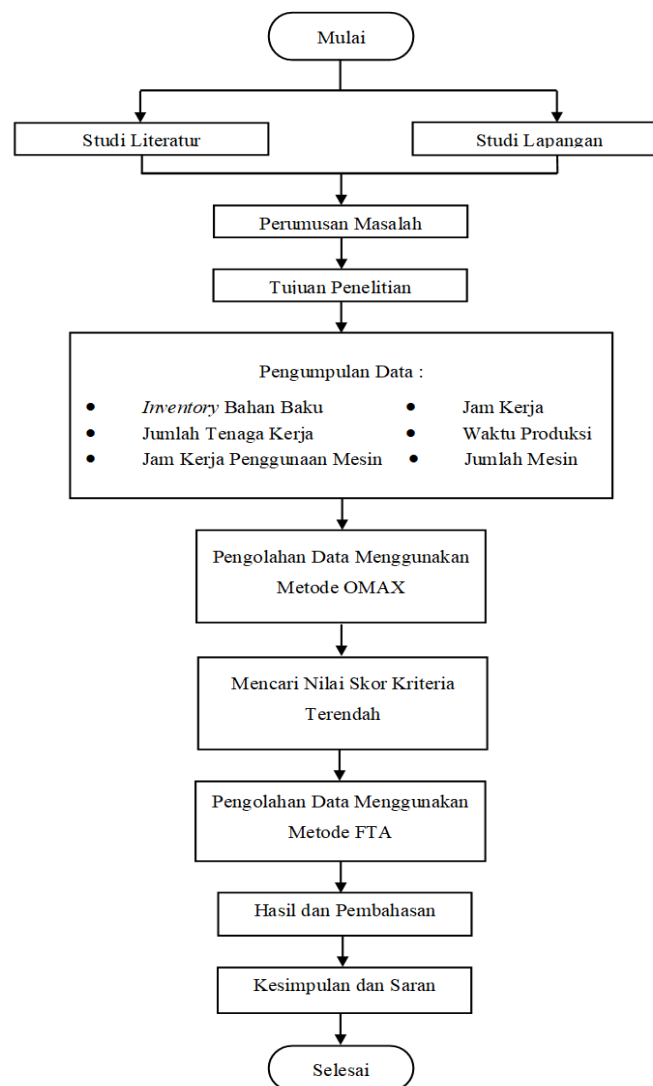 Mulai
Studi Literatur
Studi Lapangan
Perumusan Masalah
Tujuan Penelitian
Pengumpulan Data :
● Inventory Bahan Baku
● Jumlah Tenaga Kerja
● Jam Kerja Penggunaan Mesin
● Jam Kerja
● Waktu Produksi
● Jumlah Mesin
Pengolahan Data Menggunakan
Metode OMAX
Mencari Nilai Skor Kriteria
Terendah
Pengolahan Data Menggunakan
Metode FTA
Hasil dan Pembahasan
Kesimpulan dan Saran
Selesai